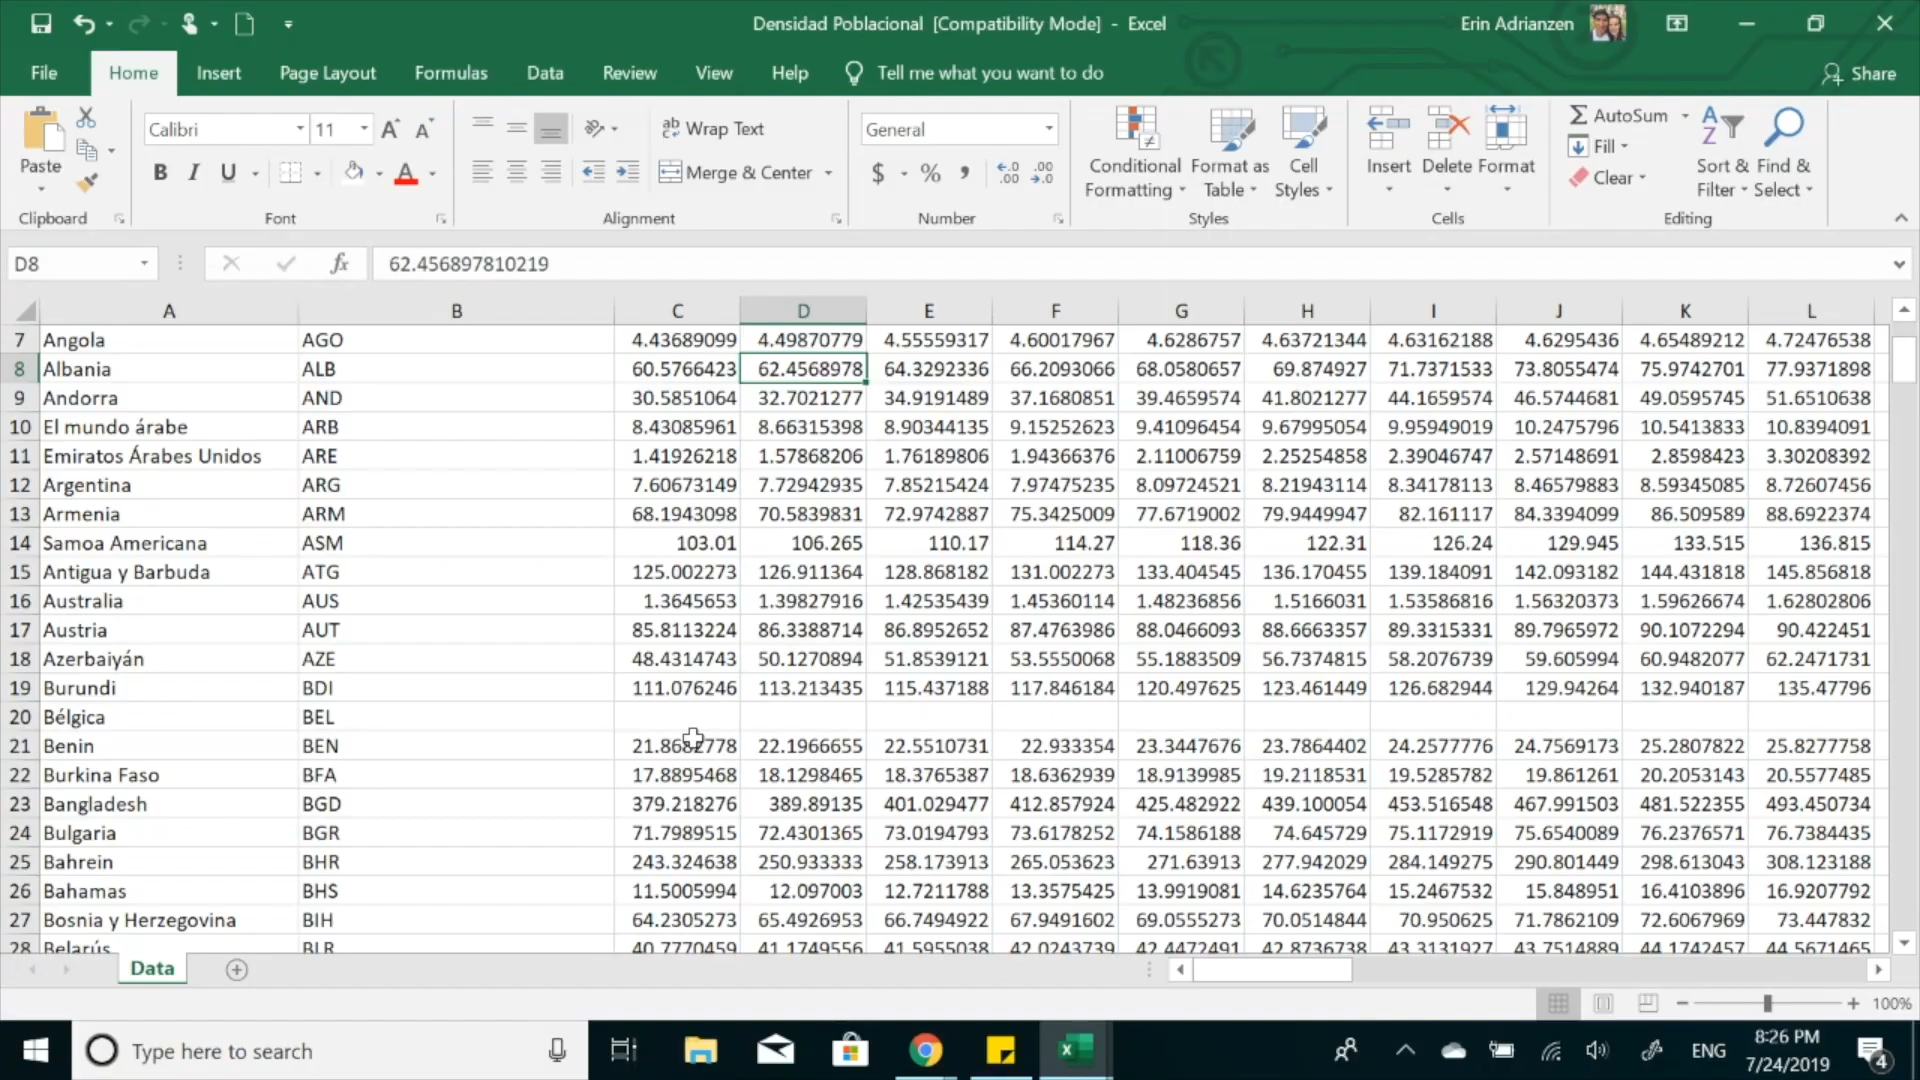 Densidad Poblacional [Compatibility Mode] - Excel
Erin Adrianzen
File Home Insert Page Layout Formulas Data Review View Help Tell me what you want to do Share
Paste
Calibri 11
B I U A
Wrap Text
Merge & Center
General
$ % ,
Conditional Formatting
Format as Table
Cell Styles
Insert Delete Format
AutoSum
Fill
Clear
Sort & Filter
Find & Select
Clipboard Font Alignment Number Styles Cells Editing
D8 fx 62.456897810219
A B C D E F G H I J K L
7 Angola AGO 4.43689099 4.49870779 4.55559317 4.60017967 4.6286757 4.63721344 4.63162188 4.6295436 4.65489212 4.72476538
8 Albania ALB 60.5766423 62.4568978 64.3292336 66.2093066 68.0580657 69.874927 71.7371533 73.8055474 75.9742701 77.9371898
9 Andorra AND 30.5851064 32.7021277 34.9191489 37.1680851 39.4659574 41.8021277 44.1659574 46.5744681 49.0595745 51.6510638
10 El mundo árabe ARB 8.43085961 8.66315398 8.90344135 9.15252623 9.41096454 9.67995054 9.95949019 10.2475796 10.5413833 10.8394091
11 Emiratos Árabes Unidos ARE 1.41926218 1.57868206 1.76189806 1.94366376 2.11006759 2.25254858 2.39046747 2.57148691 2.8598423 3.30208392
12 Argentina ARG 7.60673149 7.72942935 7.85215424 7.97475235 8.09724521 8.21943114 8.34178113 8.46579883 8.59345085 8.72607456
13 Armenia ARM 68.1943098 70.5839831 72.9742887 75.3425009 77.6719002 79.9449947 82.161117 84.3394099 86.509589 88.6922374
14 Samoa Americana ASM 103.01 106.265 110.17 114.27 118.36 122.31 126.24 129.945 133.515 136.815
15 Antigua y Barbuda ATG 125.002273 126.911364 128.868182 131.002273 133.404545 136.170455 139.184091 142.093182 144.431818 145.856818
16 Australia AUS 1.3645653 1.39827916 1.42535439 1.45360114 1.48236856 1.5166031 1.53586816 1.56320373 1.59626674 1.62802806
17 Austria AUT 85.8113224 86.3388714 86.8952652 87.4763986 88.0466093 88.6663357 89.3315331 89.7965972 90.1072294 90.422451
18 Azerbaiyán AZE 48.4314743 50.1270894 51.8539121 53.5550068 55.1883509 56.7374815 58.2076739 59.605994 60.9482077 62.2471731
19 Burundi BDI 111.076246 113.213435 115.437188 117.846184 120.497625 123.461449 126.682944 129.94264 132.940187 135.47796
20 Bélgica BEL
21 Benin BEN 22.1966655 22.5510731 22.933354 23.3447676 23.7864402 24.2577776 24.7569173 25.2807822 25.8277758
22 Burkina Faso BFA 17.8895468 18.1298465 18.3765387 18.6362939 18.9139985 19.2118531 19.5285782 19.861261 20.2053143 20.5577485
23 Bangladesh BGD 379.218276 389.89135 401.029477 412.857924 425.482922 439.100054 453.516548 467.991503 481.522355 493.450734
24 Bulgaria BGR 71.7989515 72.4301365 73.0194793 73.6178252 74.1586188 74.645729 75.1172919 75.6540089 76.2376571 76.7384435
25 Bahrein BHR 243.324638 250.933333 258.173913 265.053623 271.63913 277.942029 284.149275 290.801449 298.613043 308.123188
26 Bahamas BHS 11.5005994 12.097003 12.7211788 13.3575425 13.9919081 14.6235764 15.2467532 15.848951 16.4103896 16.9207792
27 Bosnia y Herzegovina BIH 64.2305273 65.4926953 66.7494922 67.9491602 69.0555273 70.0514844 70.950625 71.7862109 72.6067969 73.447832
28 Belarús BLR 40.7770459 41.1749556 41.5955038 42.0243739 42.4472491 42.8736738 43.3131927 43.7514889 44.1742457 44.5671465
Data
100%
Type here to search
ENG
8:26 PM
7/24/2019
4